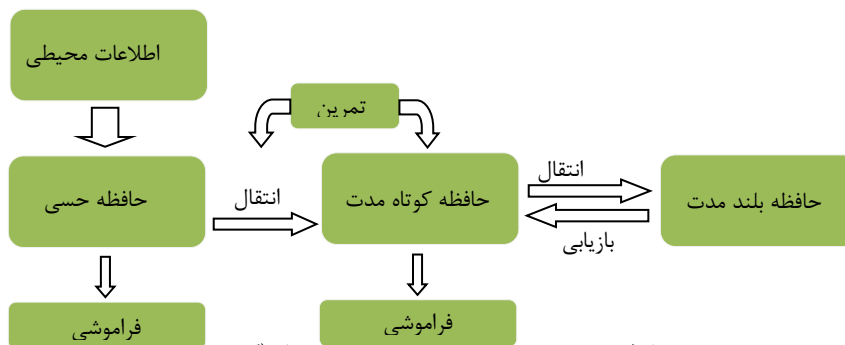 اطلاعات محیطی
تمرین
حافظه حسی
انتقال
حافظه کوتاه مدت
انتقال
بازیابی
حافظه بلند مدت
فراموشی
فراموشی